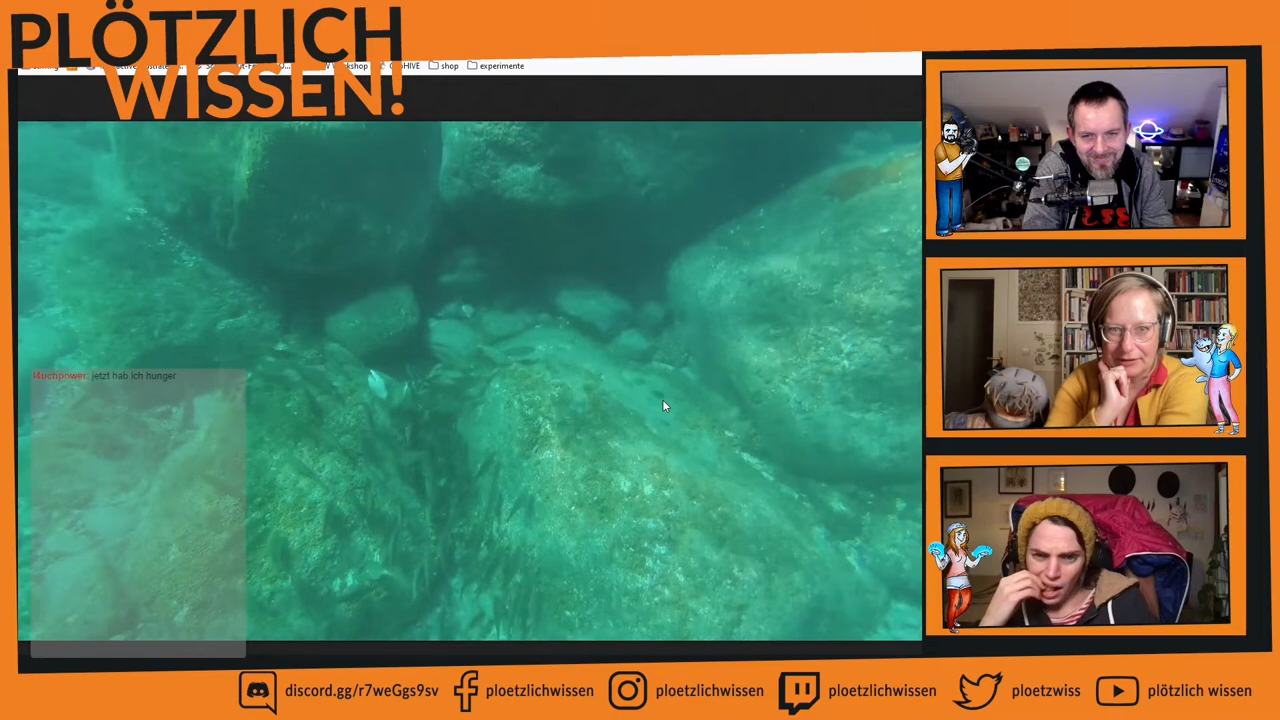 PLÖTZLICH
WISSEN!
shop
experimente
jetzt hab ich hunger
discord.gg/r7weGgs9sv
ploetzlichwissen
ploetzlichwissen
ploetzlichwissen
ploetzwiss
plötzlich wissen